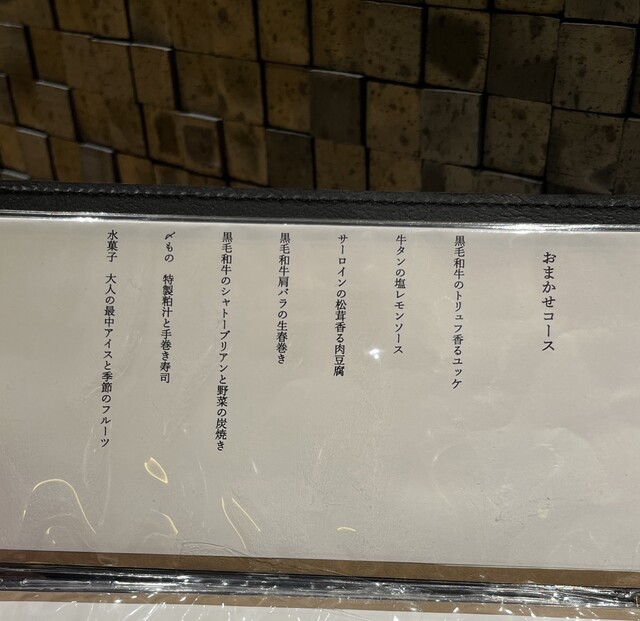 おまかせコース
黒毛和牛のトリュフ香るユッケ
牛タンの塩レモンソース
サーロインの松茸香る肉豆腐
黒毛和牛肩バラの生春巻き
黒毛和牛のシャトーブリアンと野菜の炭焼き
〆もの　特製粕汁と手巻き寿司
水菓子　大人の最中アイスと季節のフルーツ